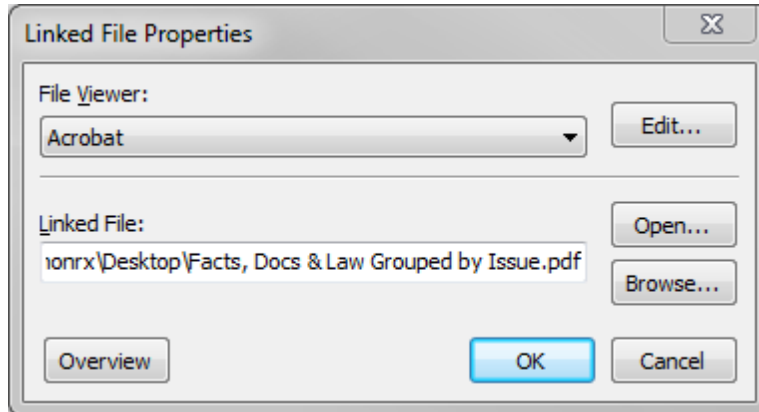 Linked File Properties
File Viewer:
Acrobat
Edit...
Linked File:
Open...
\Desktop\Facts, Docs & Law Grouped by Issue.pdf
Browse...
Overview
OK
Cancel